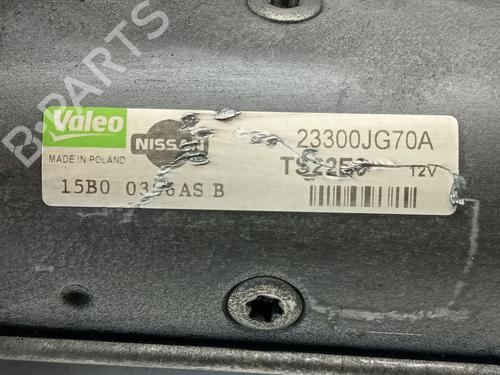 B-PARTS
Valeo
NISSAN
23300JG70A
MADE IN POLAND
12V
15B0 AS B